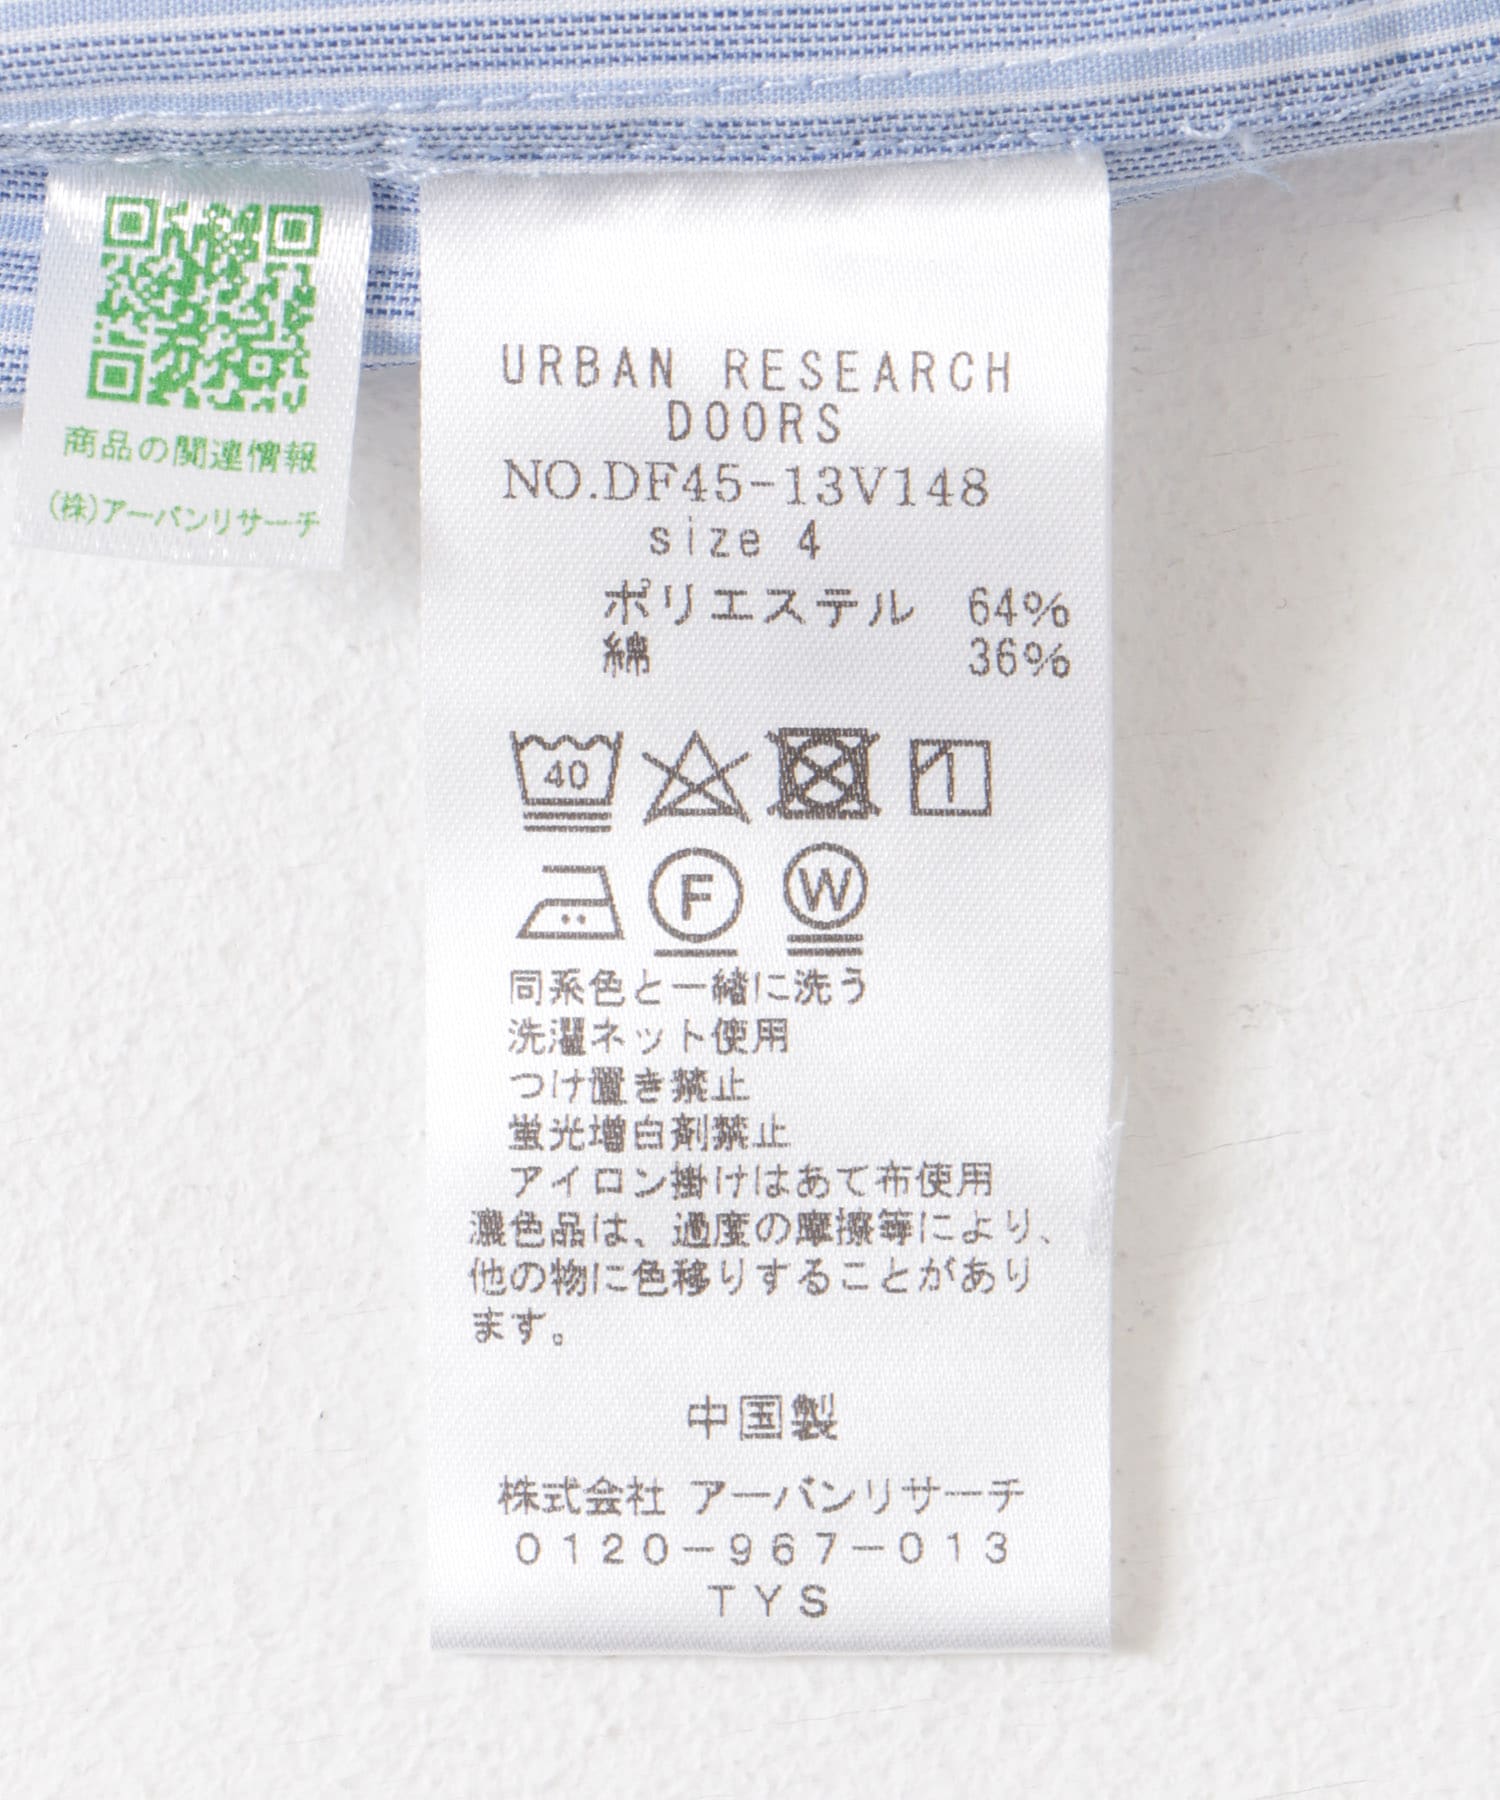 商品の関連情報
(株)アーバンリサーチ
URBAN RESEARCH
DOORS
NO.DF45-13V148
size 4
ポリエステル 64%
綿 36%
40
F W
同系色と一緒に洗う
洗濯ネット使用
つけ置き禁止
蛍光増白剤禁止
アイロン掛けはあて布使用
濃色品は、過度の摩擦等により、
他の物に色移りすることがあり
ます。
中国製
株式会社 アーバンリサーチ
0120-967-013
TYS